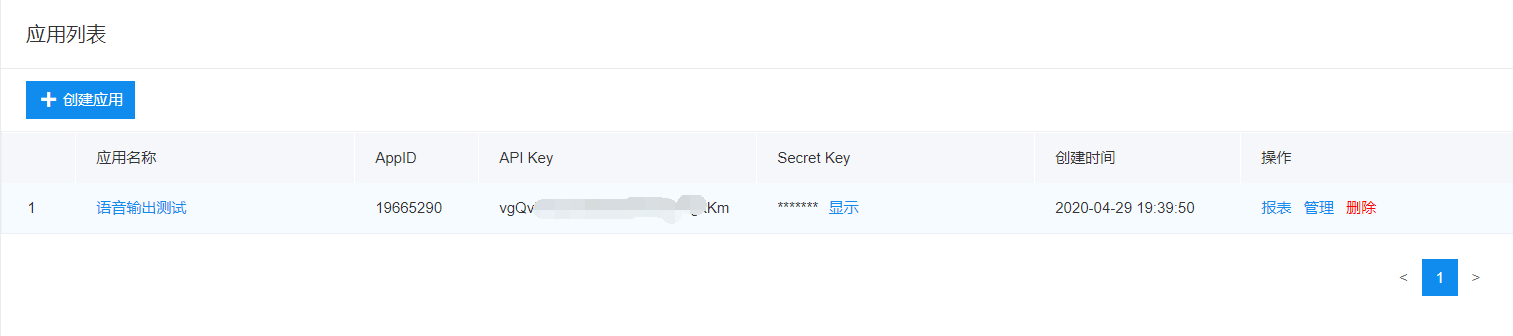 应用列表
创建应用
应用名称 AppID API Key Secret Key 创建时间 操作
1 语音输出测试 19665290 vgQv Km ******* 显示 2020-04-29 19:39:50 报表 管理 删除
< 1 >